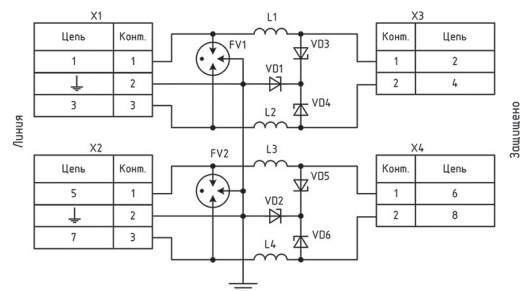 X1
Цепь Конт.
1 1
2
3 3
Линия
FV1
L1
VD1
VD3
VD4
L2
X3
Конт. Цепь
1 2
2 4
Защищено
X2
Цепь Конт.
5 1
2
7 3
FV2
L3
VD2
VD5
VD6
L4
X4
Конт. Цепь
1 6
2 8